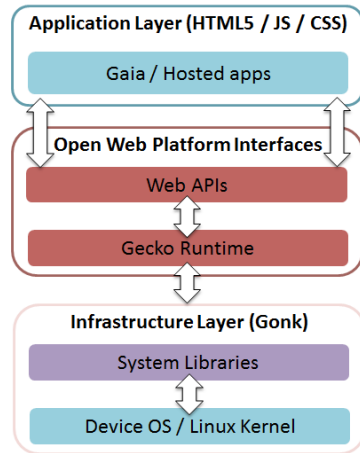 Application Layer (HTML5 / JS / CSS)
Gaia / Hosted apps
Open Web Platform Interfaces
Web APIs
Gecko Runtime
Infrastructure Layer (Gonk)
System Libraries
Device OS / Linux Kernel